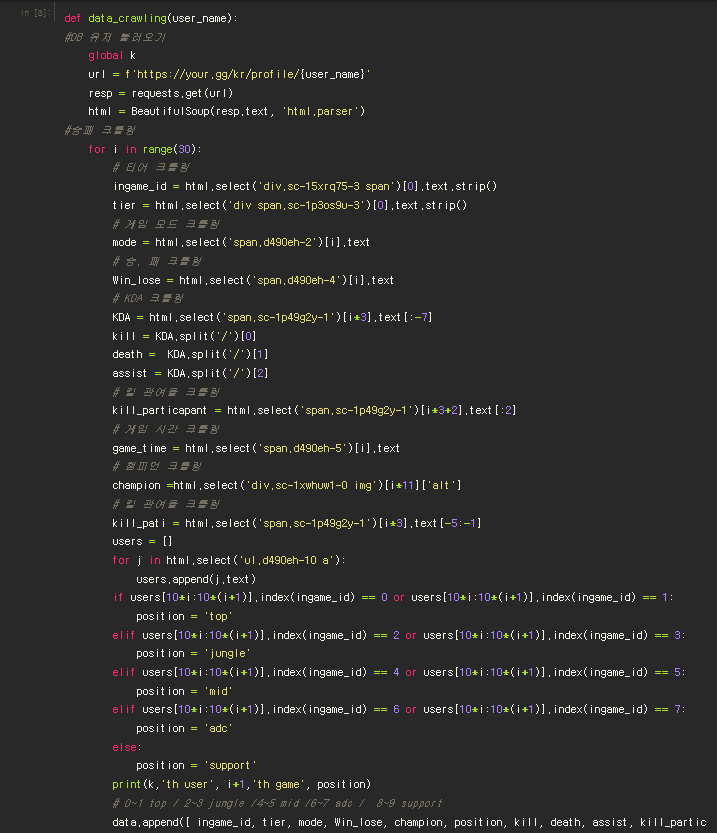 In [8]:
def data_crawling(user_name):
#DB 유저 불러오기
    global k
    url = f'https://your.gg/kr/profile/{user_name}'
    resp = requests.get(url)
    html = BeautifulSoup(resp.text, 'html.parser')
#승패 크롤링
    for i in range(30):
        # 티어 크롤링
        ingame_id = html.select('div.sc-15xrq75-3 span')[0].text.strip()
        tier = html.select('div span.sc-1p3os9u-3')[0].text.strip()
        # 게임 모드 크롤링
        mode = html.select('span.d490eh-2')[i].text
        # 승, 패 크롤링
        Win_lose = html.select('span.d490eh-4')[i].text
        # KDA 크롤링
        KDA = html.select('span.sc-1p49g2y-1')[i*3].text[:-7]
        kill = KDA.split('/')[0]
        death =  KDA.split('/')[1]
        assist = KDA.split('/')[2]
        # 킬 관여율 크롤링
        kill_particapant = html.select('span.sc-1p49g2y-1')[i*3+2].text[:2]
        # 게임 시간 크롤링
        game_time = html.select('span.d490eh-5')[i].text
        # 챔피언 크롤링
        champion =html.select('div.sc-1xwhuw1-0 img')[i*11]['alt']
        # 킬 관여율 크롤링
        kill_pati = html.select('span.sc-1p49g2y-1')[i*3].text[-5:-1]
        users = []
        for j in html.select('ul.d490eh-10 a'):
            users.append(j.text)
        if users[10*i:10*(i+1)].index(ingame_id) == 0 or users[10*i:10*(i+1)].index(ingame_id) == 1:
            position = 'top'
        elif users[10*i:10*(i+1)].index(ingame_id) == 2 or users[10*i:10*(i+1)].index(ingame_id) == 3:
            position = 'jungle'
        elif users[10*i:10*(i+1)].index(ingame_id) == 4 or users[10*i:10*(i+1)].index(ingame_id) == 5:
            position = 'mid'
        elif users[10*i:10*(i+1)].index(ingame_id) == 6 or users[10*i:10*(i+1)].index(ingame_id) == 7:
            position = 'adc'
        else:
            position = 'support'
        print(k,'th user', i+1,'th game', position)
        # 0~1 top / 2~3 jungle /4~5 mid /6~7 adc /  8~9 support
        data.append([ ingame_id, tier, mode, Win_lose, champion, position, kill, death, assist, kill_partic